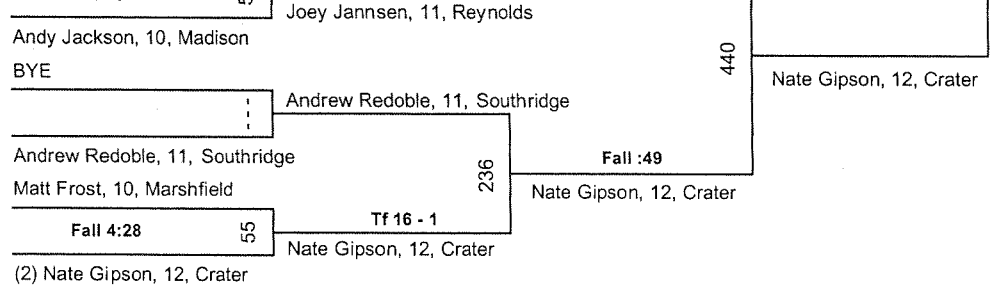 Joey Jannsen, 11, Reynolds
Andy Jackson, 10, Madison
BYE
440
Nate Gipson, 12, Crater
Andrew Redoble, 11, Southridge
Andrew Redoble, 11, Southridge
236
Fall :49
Matt Frost, 10, Marshfield
Nate Gipson, 12, Crater
Fall 4:28
55
Tf 16 - 1
Nate Gipson, 12, Crater
(2) Nate Gipson, 12, Crater